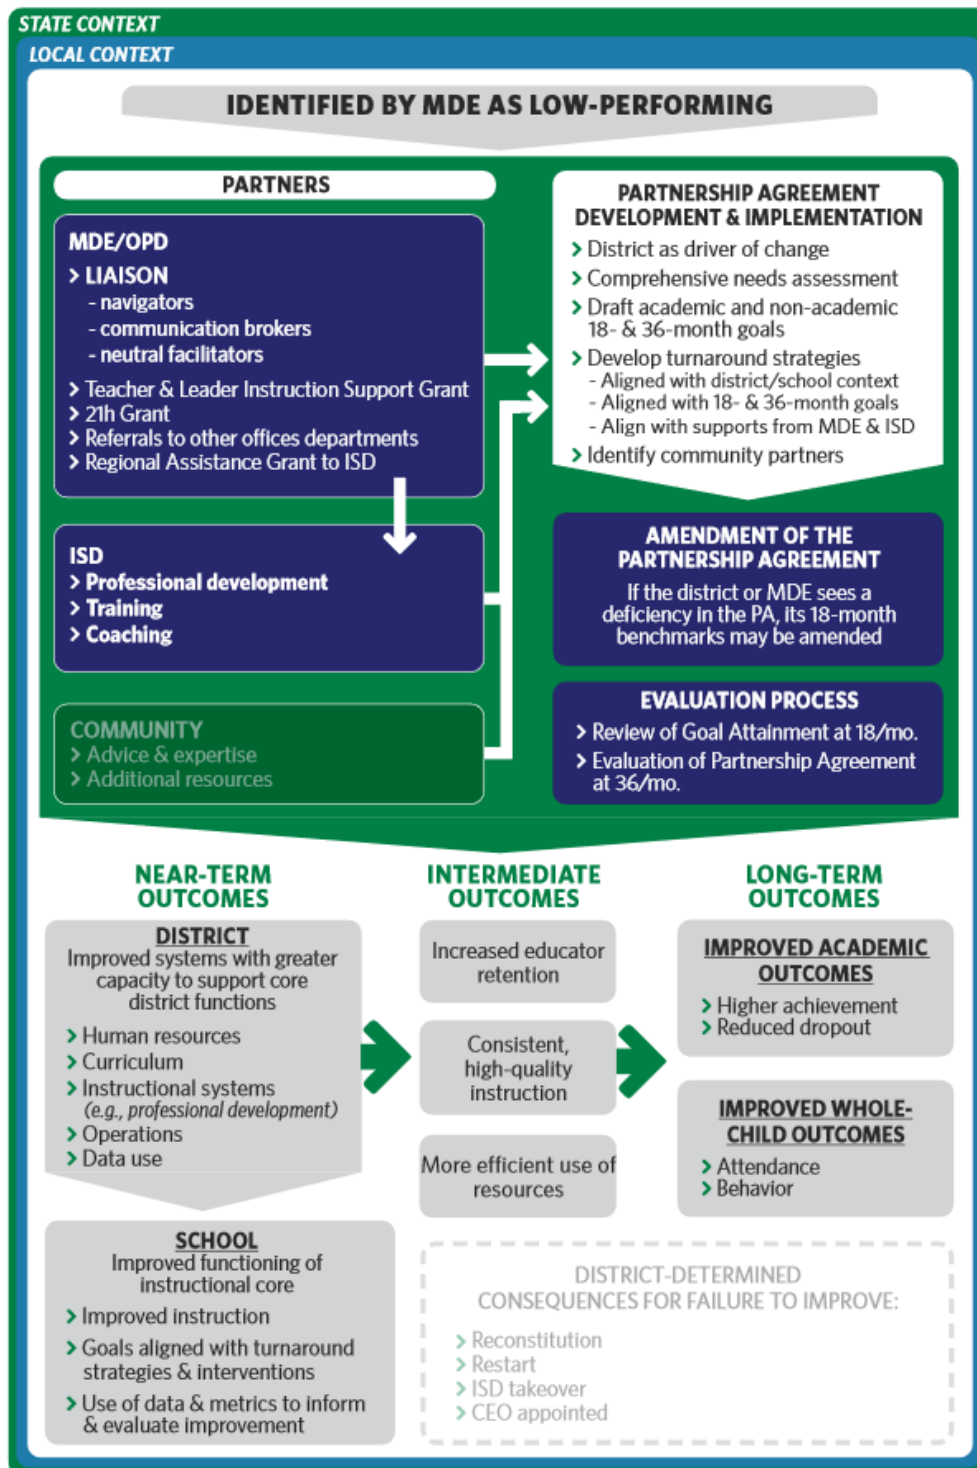 STATE CONTEXT
LOCAL CONTEXT
IDENTIFIED BY MDE AS LOW-PERFORMING
PARTNERS
MDE/OPD
> LIAISON
- navigators
- communication brokers
- neutral facilitators
> Teacher & Leader Instruction Support Grant
> 21h Grant
> Referrals to other offices departments
> Regional Assistance Grant to ISD
ISD
> Professional development
> Training
> Coaching
COMMUNITY
> Advice & expertise
> Additional resources
PARTNERSHIP AGREEMENT
DEVELOPMENT & IMPLEMENTATION
> District as driver of change
> Comprehensive needs assessment
> Draft academic and non-academic
18- & 36-month goals
> Develop turnaround strategies
- Aligned with district/school context
- Aligned with 18- & 36-month goals
- Align with supports from MDE & ISD
> Identify community partners
AMENDMENT OF THE
PARTNERSHIP AGREEMENT
If the district or MDE sees a
deficiency in the PA, its 18-month
benchmarks may be amended
EVALUATION PROCESS
> Review of Goal Attainment at 18/mo.
> Evaluation of Partnership Agreement
at 36/mo.
NEAR-TERM
OUTCOMES
DISTRICT
Improved systems with greater
capacity to support core
district functions
> Human resources
> Curriculum
> Instructional systems
(e.g., professional development)
> Operations
> Data use
SCHOOL
Improved functioning of
instructional core
> Improved instruction
> Goals aligned with turnaround
strategies & interventions
> Use of data & metrics to inform
& evaluate improvement
INTERMEDIATE
OUTCOMES
Increased educator
retention
Consistent,
high-quality
instruction
More efficient use of
resources
LONG-TERM
OUTCOMES
IMPROVED ACADEMIC
OUTCOMES
> Higher achievement
> Reduced dropout
IMPROVED WHOLE-
CHILD OUTCOMES
> Attendance
> Behavior
DISTRICT-DETERMINED
CONSEQUENCES FOR FAILURE TO IMPROVE:
> Reconstitution
> Restart
> ISD takeover
> CEO appointed